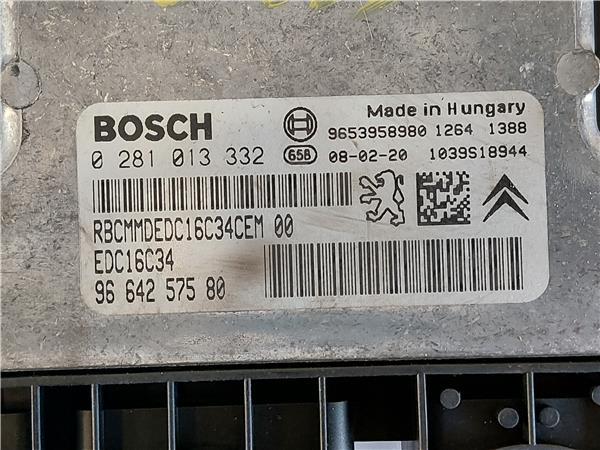 Made in Hungary
BOSCH
9653958980 1264 1388
0 281 013 332
658
08-02-20 1039S18944
RBCMMDEDC16C34CEM 00
EDC16C34
96 642 575 80